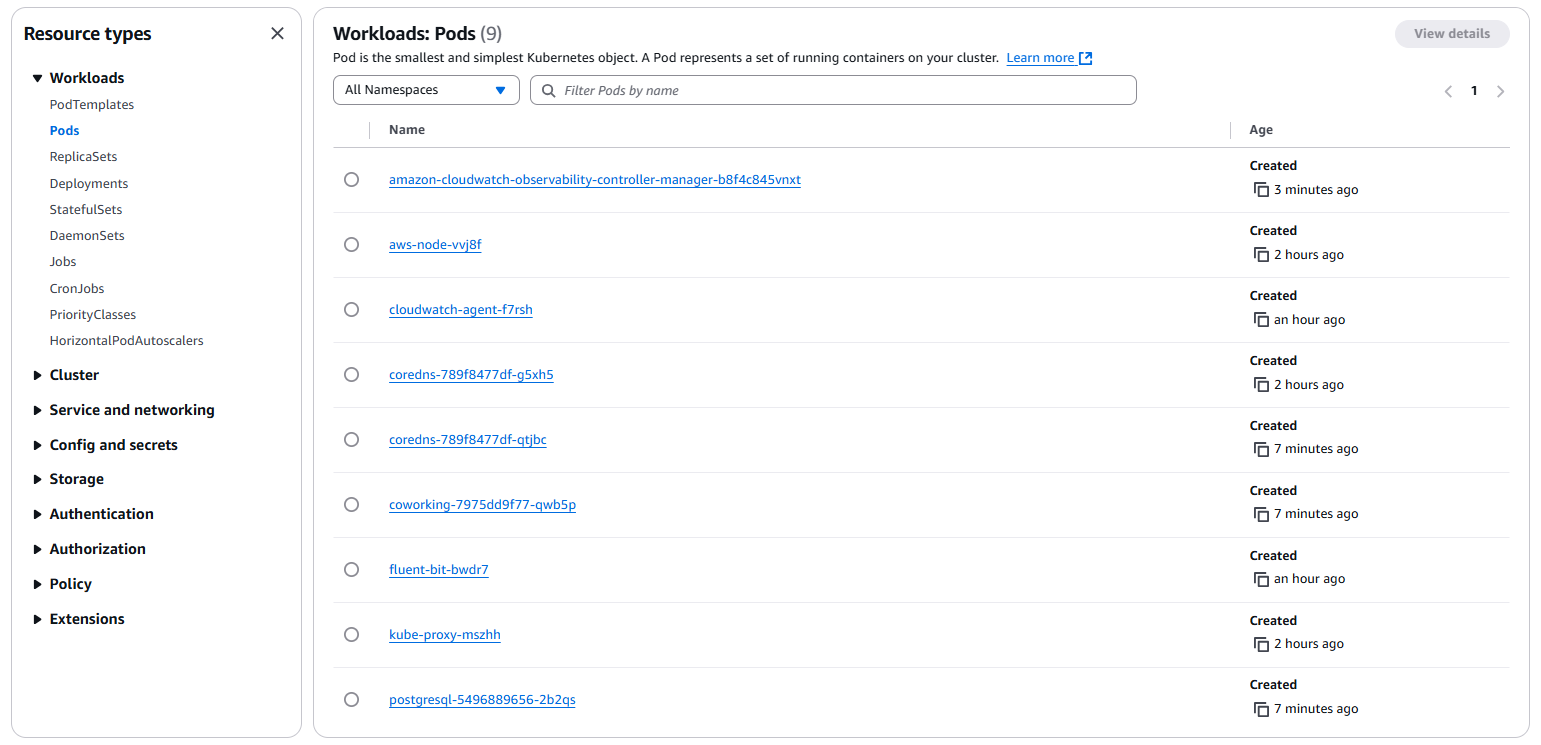 Resource types
Workloads
PodTemplates
Pods
ReplicaSets
Deployments
StatefulSets
DaemonSets
Jobs
CronJobs
PriorityClasses
HorizontalPodAutoscalers
Cluster
Service and networking
Config and secrets
Storage
Authentication
Authorization
Policy
Extensions
Workloads: Pods (9)
View details
Pod is the smallest and simplest Kubernetes object. A Pod represents a set of running containers on your cluster. Learn more
All Namespaces
Filter Pods by name
1
Name Age
amazon-cloudwatch-observability-controller-manager-b8f4c845vnxt
Created
3 minutes ago
aws-node-vvj8f
Created
2 hours ago
cloudwatch-agent-f7rsh
Created
an hour ago
coredns-789f8477df-g5xh5
Created
2 hours ago
coredns-789f8477df-qtjbc
Created
7 minutes ago
coworking-7975dd9f77-qwb5p
Created
7 minutes ago
fluent-bit-bwdr7
Created
an hour ago
kube-proxy-mszhh
Created
2 hours ago
postgresql-5496889656-2b2qs
Created
7 minutes ago